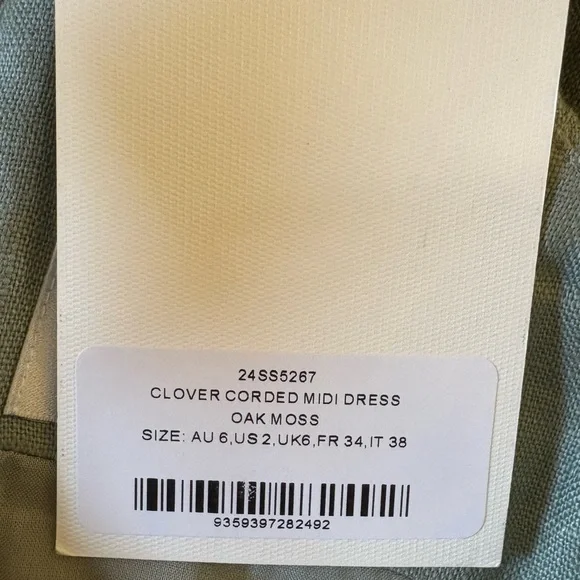 24SS5267
CLOVER CORDED MIDI DRESS
OAK MOSS
SIZE: AU 6,US 2,UK6,FR 34,IT 38
9359397282492